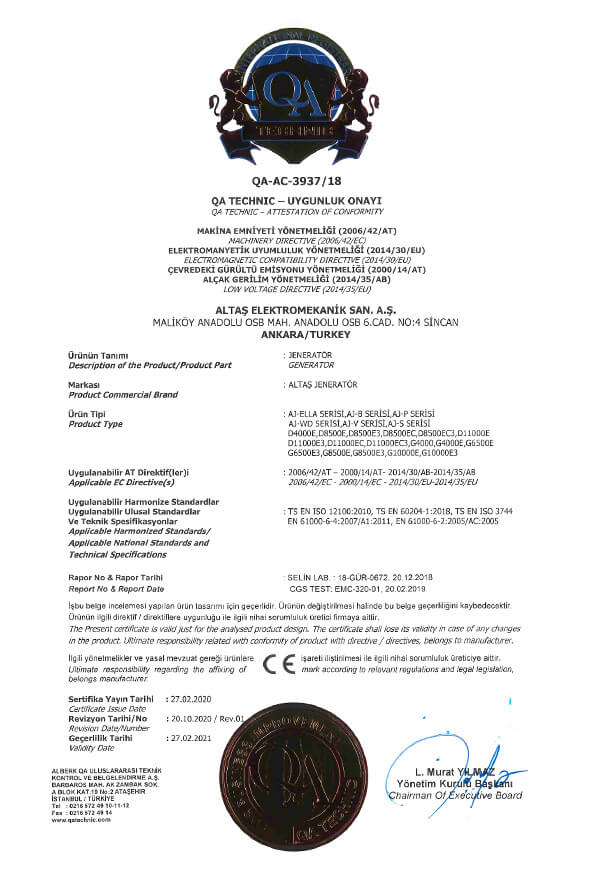 INTERNATIONAL REGISTRAR
QA
TECHNIC
QA-AC-3937/18
QA TECHNIC – UYGUNLUK ONAYI
QA TECHNIC – ATTESTATION OF CONFORMITY
MAKİNA EMNİYETİ YÖNETMELİĞİ (2006/42/AT)
MACHINERY DIRECTIVE (2006/42/EC)
ELEKTROMANYETİK UYUMLULUK YÖNETMELİĞİ (2014/30/EU)
ELECTROMAGNETIC COMPATIBILITY DIRECTIVE (2014/30/EU)
ÇEVREDEKİ GÜRÜLTÜ EMİSYONU YÖNETMELİĞİ (2000/14/AT)
ALÇAK GERİLİM YÖNETMELİĞİ (2014/35/AB)
LOW VOLTAGE DIRECTIVE (2014/35/EU)
ALTAŞ ELEKTROMEKANİK SAN. A.Ş.
MALİKÖY ANADOLU OSB MAH. ANADOLU OSB 6.CAD. NO:4 SİNCAN
ANKARA/TURKEY
Ürünün Tanımı : JENERATÖR
Description of the Product/Product Part GENERATOR
Markası : ALTAŞ JENERATÖR
Product Commercial Brand
Ürün Tipi : AJ-ELLA SERİSİ,AJ-B SERİSİ,AJ-P SERİSİ
Product Type AJ-WD SERİSİ,AJ-V SERİSİ,AJ-S SERİSİ
D4000E,D8500E,D8500E3,D8500EC,D8500EC3,D11000E
D11000E3,D11000EC,D11000EC3,G4000,G4000E,G6500E
G6500E3,G8500E,G8500E3,G10000E,G10000E3
Uygulanabilir AT Direktif(ler)i : 2006/42/AT – 2000/14/AT- 2014/30/AB-2014/35/AB
Applicable EC Directive(s) 2006/42/EC - 2000/14/EC - 2014/30/EU-2014/35/EU
Uygulanabilir Harmonize Standardlar
Uygulanabilir Ulusal Standardlar : TS EN ISO 12100:2010, TS EN 60204-1:2018, TS EN ISO 3744
Ve Teknik Spesifikasyonlar EN 61000-6-4:2007/A1:2011, EN 61000-6-2:2005/AC:2005
Applicable Harmonized Standards/
Applicable National Standards and
Technical Specifications
Rapor No & Rapor Tarihi : SELİN LAB. : 18-GÜR-0672, 20.12.2018
Report No & Report Date CGS TEST: EMC-320-01, 20.02.2019
İşbu belge incelemesi yapılan ürün tasarımı için geçerlidir. Ürünün değiştirilmesi halinde bu belge geçerliliğini kaybedecektir.
Ürünün ilgili direktif / direktiflere uygunluğu ile ilgili nihai sorumluluk üretici firmaya aittir.
The Present certificate is valid just for the analysed product design. The certificate shall lose its validity in case of any changes
in the product. Ultimate responsibility related with conformity of product with directive / directives, belongs to manufacturer.
İlgili yönetmelikler ve yasal mevzuat gereği ürünlere CE işareti iliştirilmesi ile ilgili nihai sorumluluk üreticiye aittir.
Ultimate responsibility regarding the affixing of mark according to relevant regulations and legal legislation,
belongs manufacturer.
Sertifika Yayın Tarihi : 27.02.2020
Certificate Issue Date
Revizyon Tarihi/No : 20.10.2020 / Rev.01
Revision Date/Number
Geçerlilik Tarihi : 27.02.2021
Validity Date
ALBERK QA ULUSLARARASI TEKNİK
KONTROL VE BELGELENDİRME A.Ş.
BARBAROS MAH. AK ZAMBAK SOK.
A BLOK KAT:19 No:2 ATAŞEHİR
İSTANBUL / TÜRKİYE
Tel : 0216 572 49 10-11-12
Fax : 0216 572 49 14
www.qatechnic.com
QA
QA TECHNIC
L. Murat YILMAZ
Yönetim Kurulu Başkanı
Chairman Of Executive Board